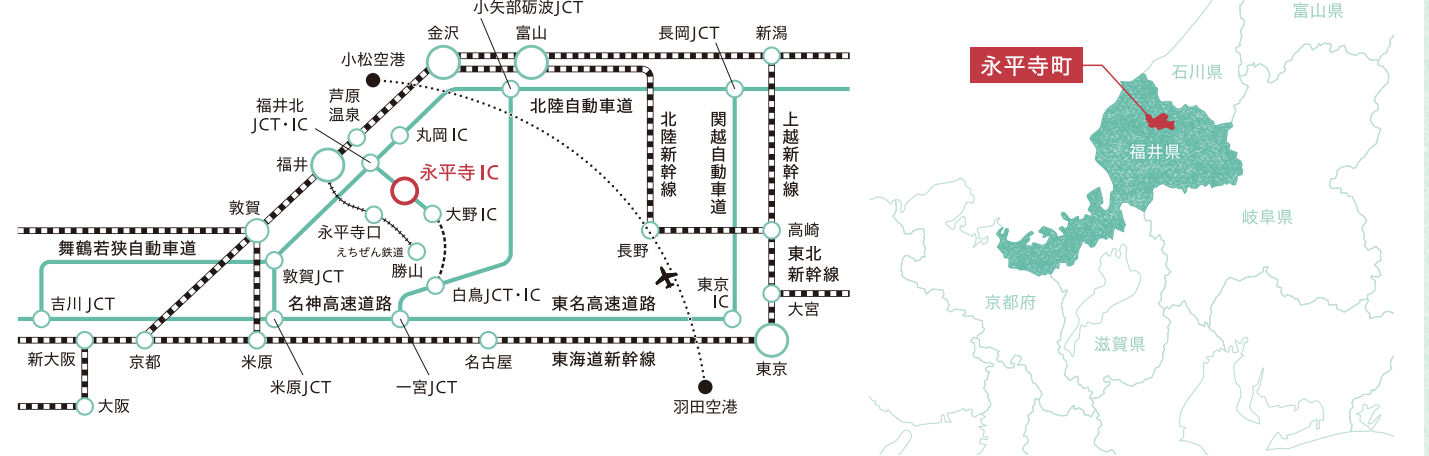 小矢部砺波JCT
金沢
富山
長岡JCT
新潟
小松空港
芦原
温泉
福井北
JCT・IC
丸岡IC
北陸自動車道
北陸新幹線
関越自動車道
上越新幹線
福井
永平寺IC
大野IC
敦賀
永平寺口
えちぜん鉄道
勝山
舞鶴若狭自動車道
敦賀JCT
長野
高崎
東北
新幹線
吉川JCT
名神高速道路
白鳥JCT・IC
東名高速道路
東京
IC
大宮
新大阪
京都
米原
名古屋
東海道新幹線
東京
米原JCT
一宮JCT
大阪
羽田空港
富山県
永平寺町
石川県
福井県
岐阜県
京都府
滋賀県